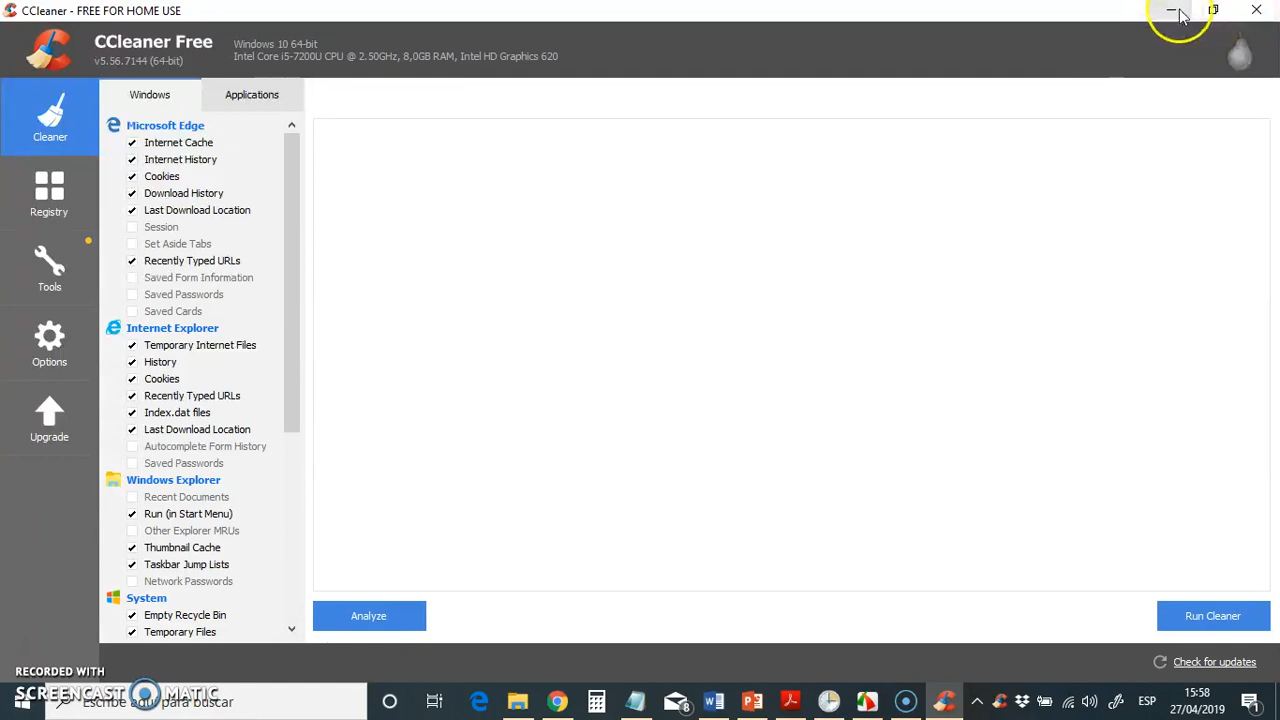 CCleaner - FREE FOR HOME USE
CCleaner Free
v5.56.7144 (64-bit)
Windows 10 64-bit
Intel Core i5-7200U CPU @ 2.50GHz, 8,0GB RAM, Intel HD Graphics 620
Cleaner
Registry
Tools
Options
Upgrade
Windows
Applications
Microsoft Edge
Internet Cache
Internet History
Cookies
Download History
Last Download Location
Session
Set Aside Tabs
Recently Typed URLs
Saved Form Information
Saved Passwords
Saved Cards
Internet Explorer
Temporary Internet Files
History
Cookies
Recently Typed URLs
Index.dat files
Last Download Location
Autocomplete Form History
Saved Passwords
Windows Explorer
Recent Documents
Run (in Start Menu)
Other Explorer MRUs
Thumbnail Cache
Taskbar Jump Lists
Network Passwords
System
Empty Recycle Bin
Temporary Files
Analyze
Run Cleaner
Check for updates
RECORDED WITH
SCREENCAST MATIC
Escribe aquí para buscar
8
ESP
15:58
27/04/2019
1